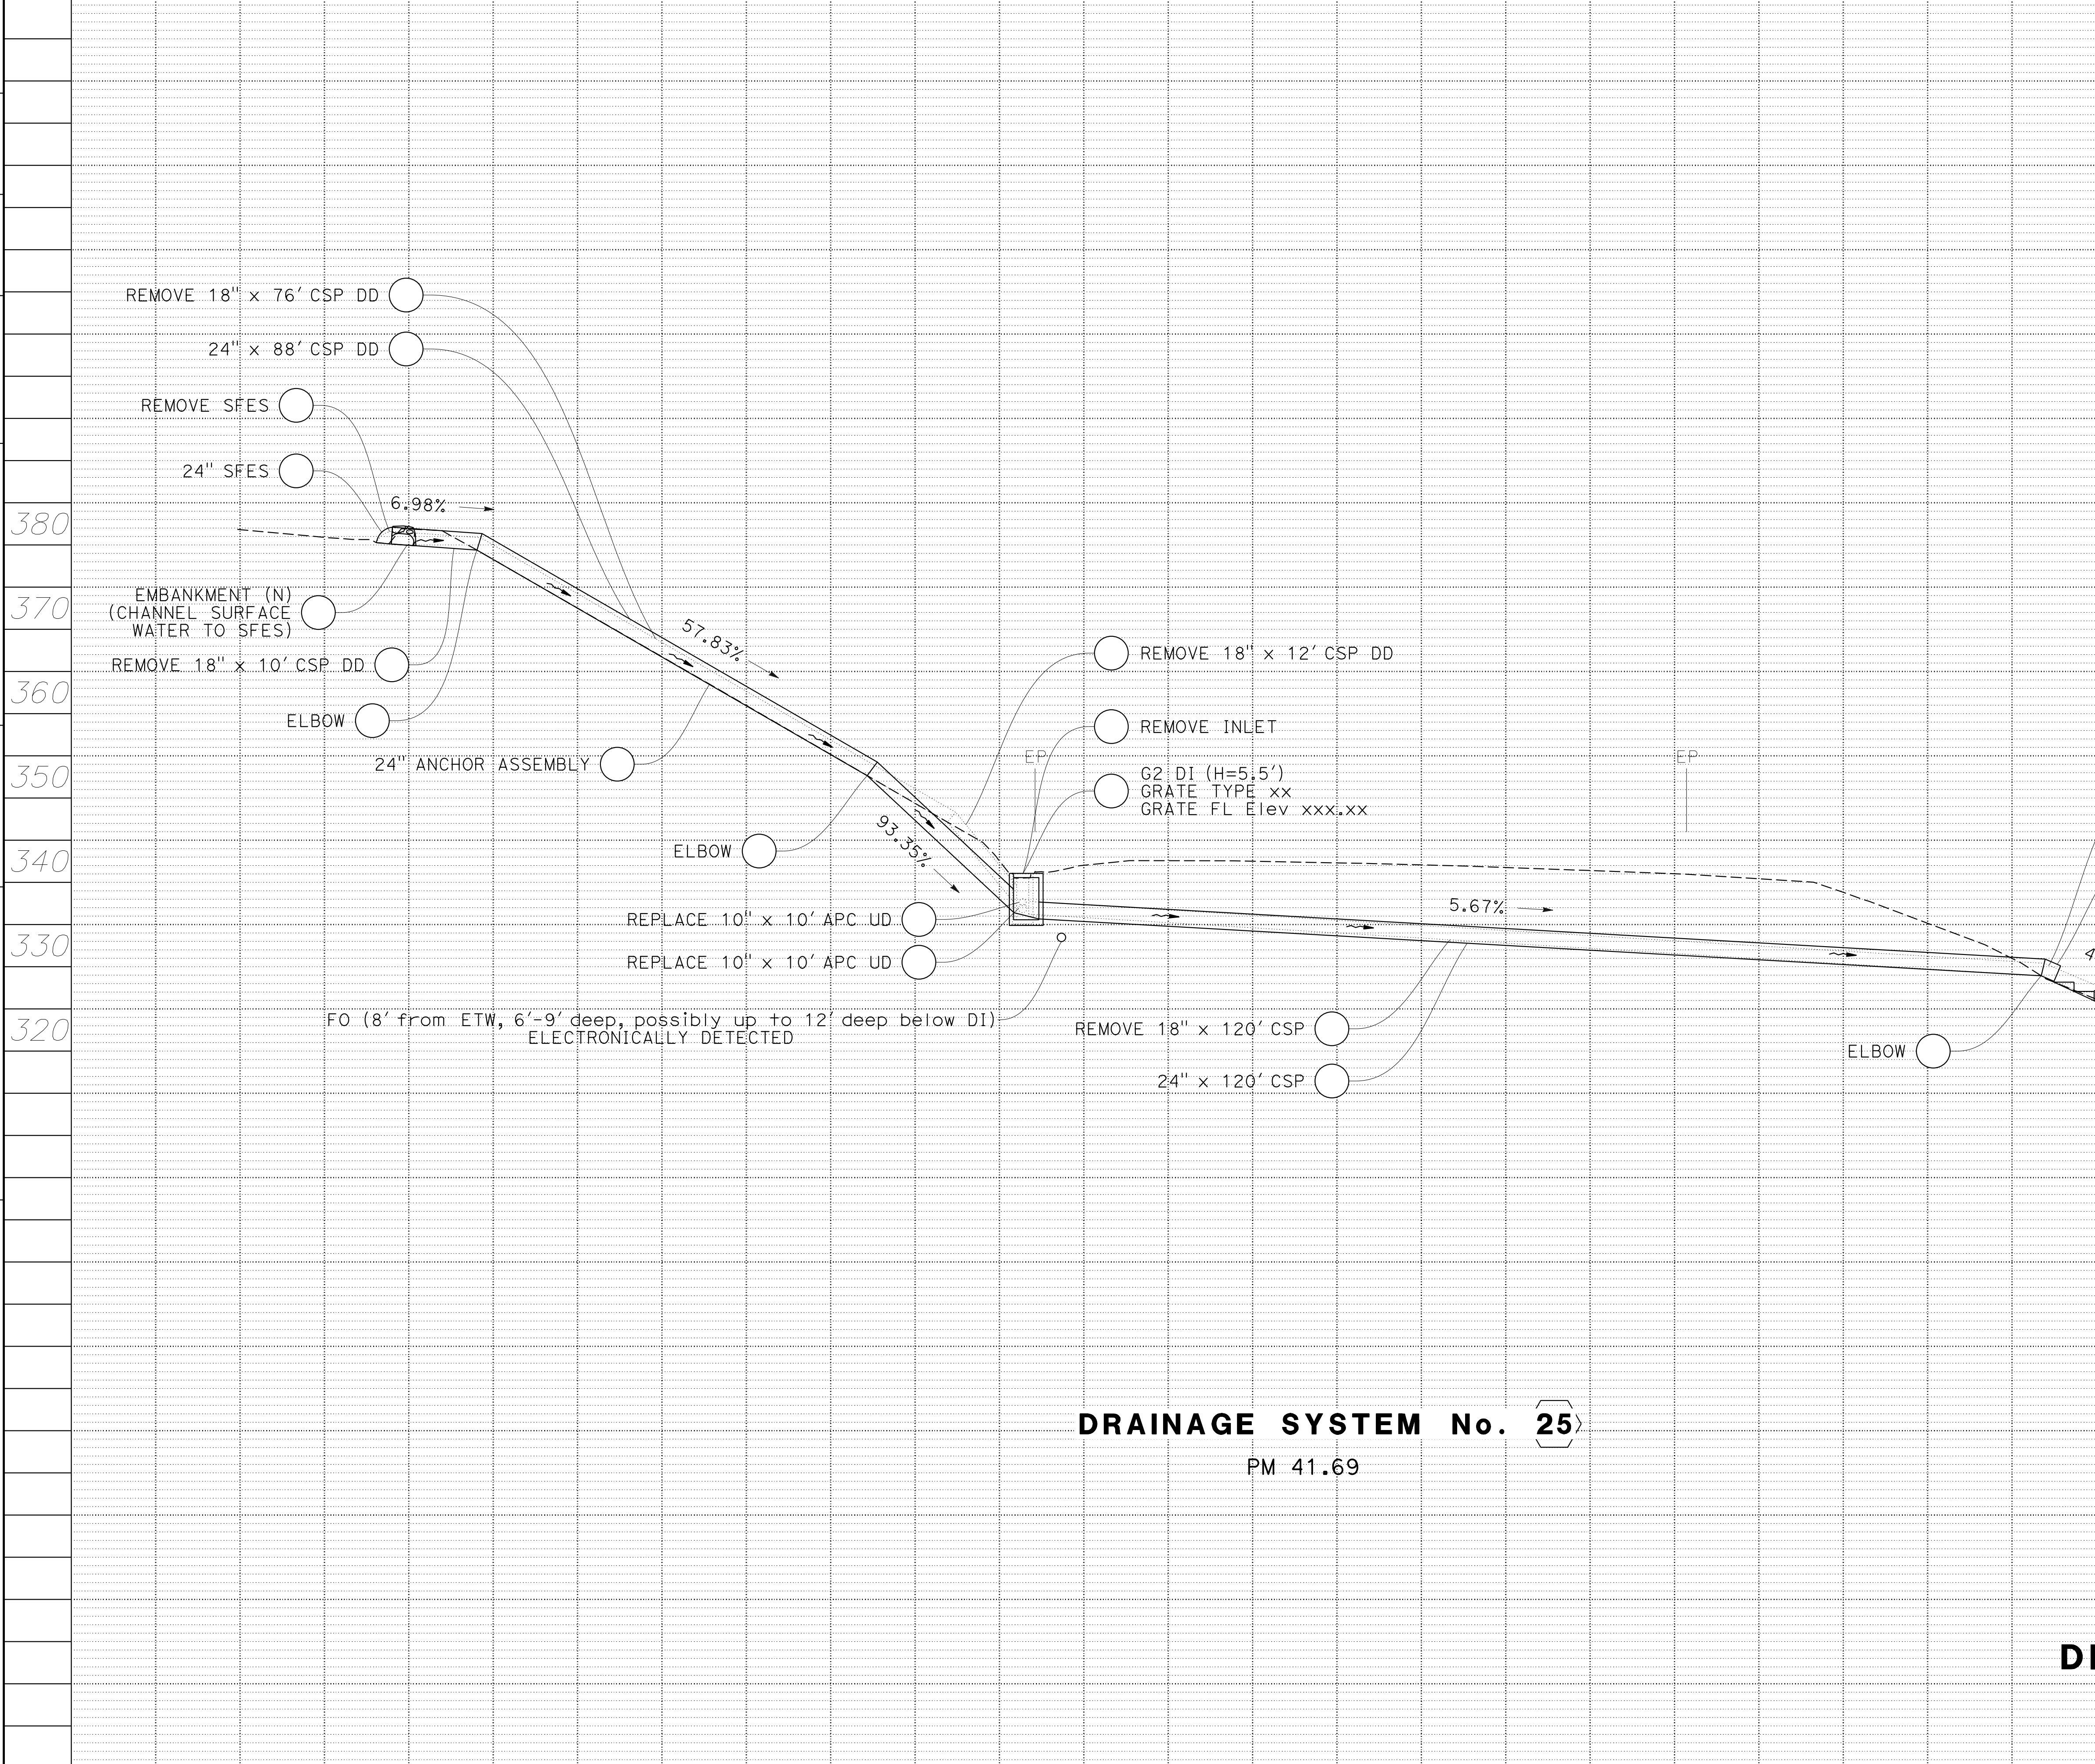 REMOVE 18" x 76' CSP DD
24" x 88' CSP DD
REMOVE SFES
24" SFES
6.98%
380
EMBANKMENT (N)
(CHANNEL SURFACE
WATER TO SFES)
370
57.83%
REMOVE 18" x 10' CSP DD
REMOVE 18" x 12' CSP DD
360
ELBOW
REMOVE INLET
24" ANCHOR ASSEMBLY
EP
EP
350
G2 DI (H=5.5')
GRATE TYPE xx
GRATE FL Elev xxx.xx
ELBOW
93.35%
340
REPLACE 10" x 10' APC UD
5.67%
330
REPLACE 10" x 10' APC UD
4
FO (8' from ETW, 6'-9' deep, possibly up to 12' deep below DI)
ELECTRONICALLY DETECTED
320
REMOVE 18" x 120' CSP
ELBOW
24" x 120' CSP
DRAINAGE SYSTEM No. 25
PM 41.69